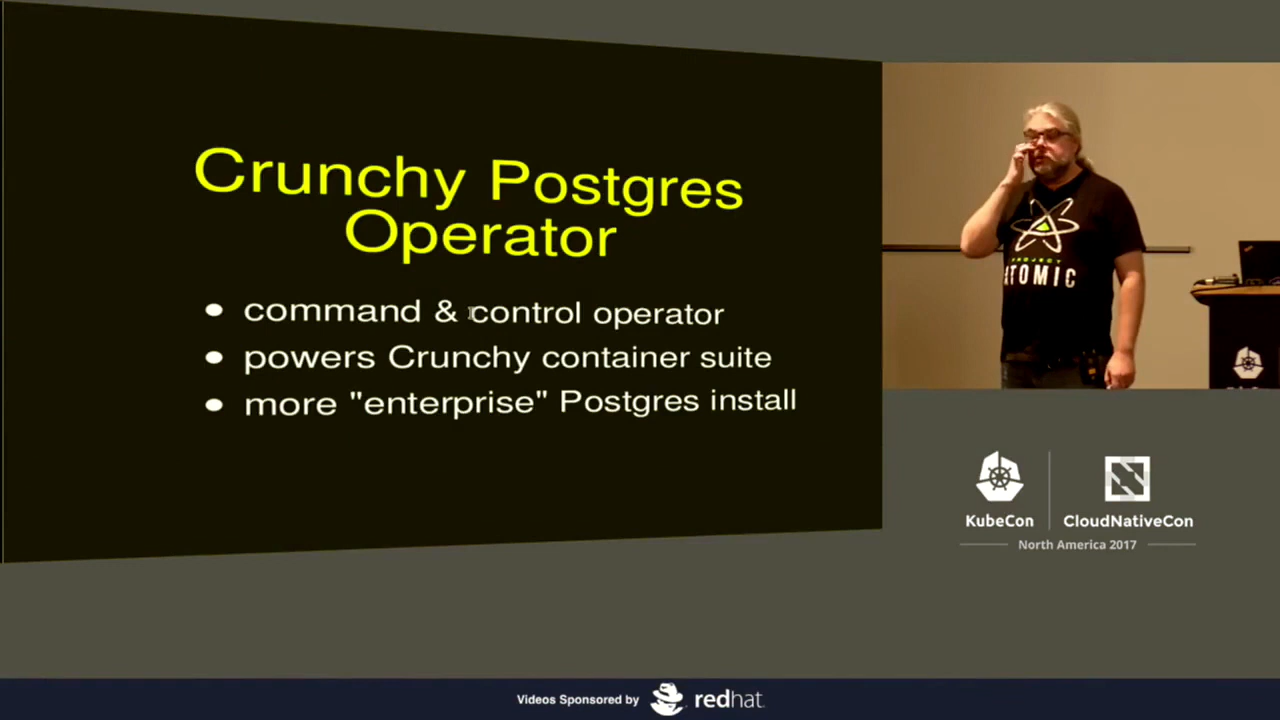 Crunchy Postgres
Operator
command & control operator
powers Crunchy container suite
more "enterprise" Postgres install
PROJECT
ATOMIC
KubeCon
CloudNativeCon
North America 2017
Videos Sponsored by
redhat.